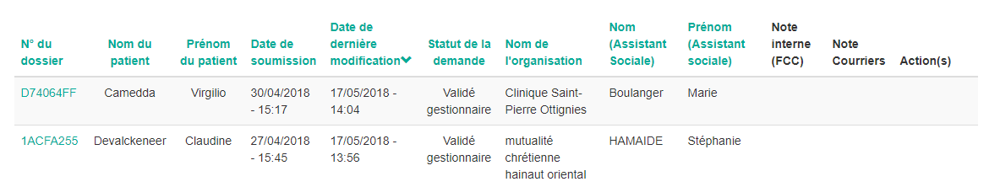 N° du dossier
Nom du patient
Prénom du patient
Date de soumission
Date de dernière modification
Statut de la demande
Nom de l'organisation
Nom (Assistant Sociale)
Prénom (Assistant sociale)
Note interne (FCC)
Note Courriers
Action(s)
D74064FF
Camedda
Virgilio
30/04/2018 - 15:17
17/05/2018 - 14:04
Validé gestionnaire
Clinique Saint-Pierre Ottignies
Boulanger
Marie
1ACFA255
Devalckeneer
Claudine
27/04/2018 - 15:45
17/05/2018 - 13:56
Validé gestionnaire
mutualité chrétienne hainaut oriental
HAMAIDE
Stéphanie